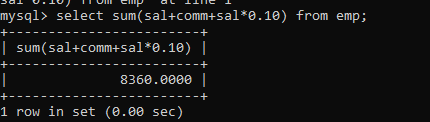 sal*0.10) from emp' at line 1
mysql> select sum(sal+comm+sal*0.10) from emp;
+------------------------+
| sum(sal+comm+sal*0.10) |
+------------------------+
|              8360.0000 |
+------------------------+
1 row in set (0.00 sec)